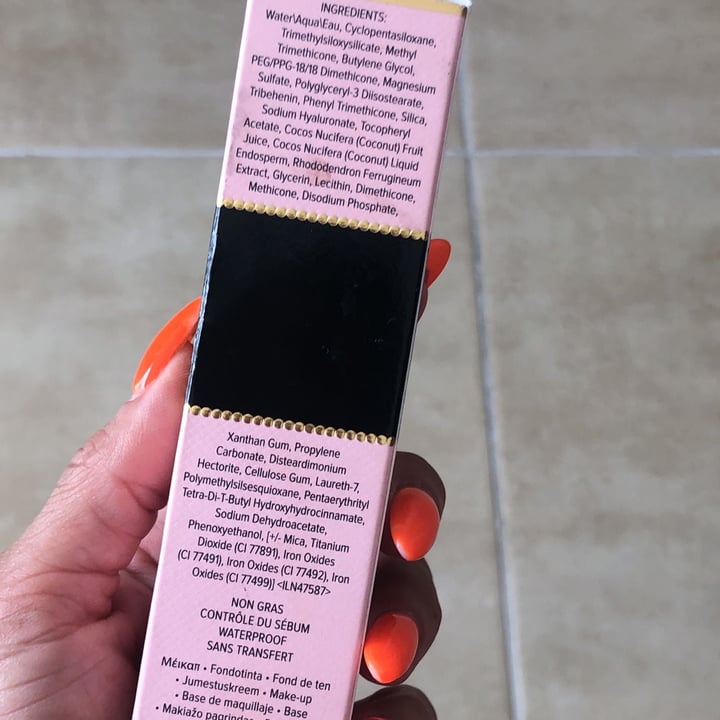 INGREDIENTS:
Water\Aqua\Eau, Cyclopentasiloxane,
Trimethylsiloxysilicate, Methyl
Trimethicone, Butylene Glycol,
PEG/PPG-18/18 Dimethicone, Magnesium
Sulfate, Polyglyceryl-3 Diisostearate,
Tribehenin, Phenyl Trimethicone, Silica,
Sodium Hyaluronate, Tocopheryl
Acetate, Cocos Nucifera (Coconut) Fruit
Juice, Cocos Nucifera (Coconut) Liquid
Endosperm, Rhododendron Ferrugineum
Extract, Glycerin, Lecithin, Dimethicone,
Methicone, Disodium Phosphate,
Xanthan Gum, Propylene
Carbonate, Disteardimonium
Hectorite, Cellulose Gum, Laureth-7,
Polymethylsilsesquioxane, Pentaerythrityl
Tetra-Di-T-Butyl Hydroxyhydrocinnamate,
Sodium Dehydroacetate,
Phenoxyethanol, [+/- Mica, Titanium
Dioxide (CI 77891), Iron Oxides
(CI 77491), Iron Oxides (CI 77492), Iron
Oxides (CI 77499)] <ILN47587>
NON GRAS
CONTRÔLE DU SÉBUM
WATERPROOF
SANS TRANSFERT
Μέικαπ • Fondotinta • Fond de ten
• Jumestuskreem • Make-up
• Base de maquillaje • Base
• Makiažo pagrindas •